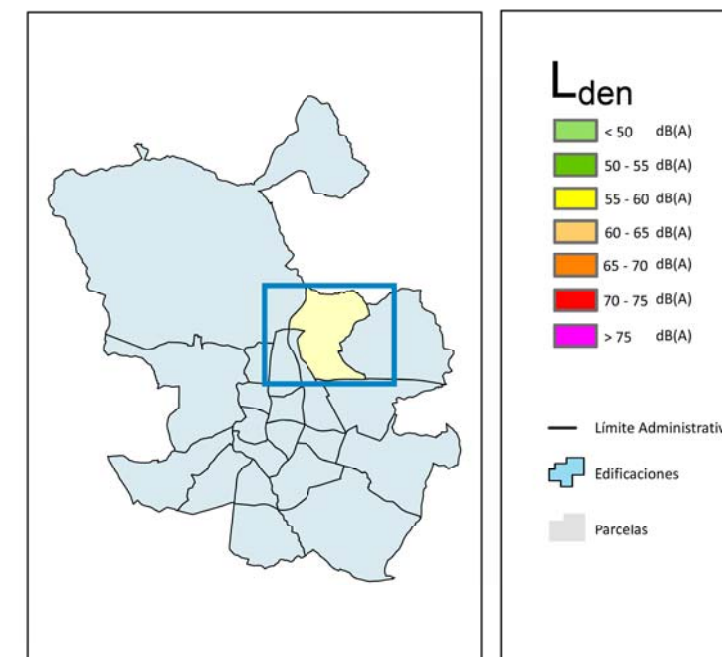 Lden
< 50 dB(A)
50 - 55 dB(A)
55 - 60 dB(A)
60 - 65 dB(A)
65 - 70 dB(A)
70 - 75 dB(A)
> 75 dB(A)
Límite Administrativ
Edificaciones
Parcelas